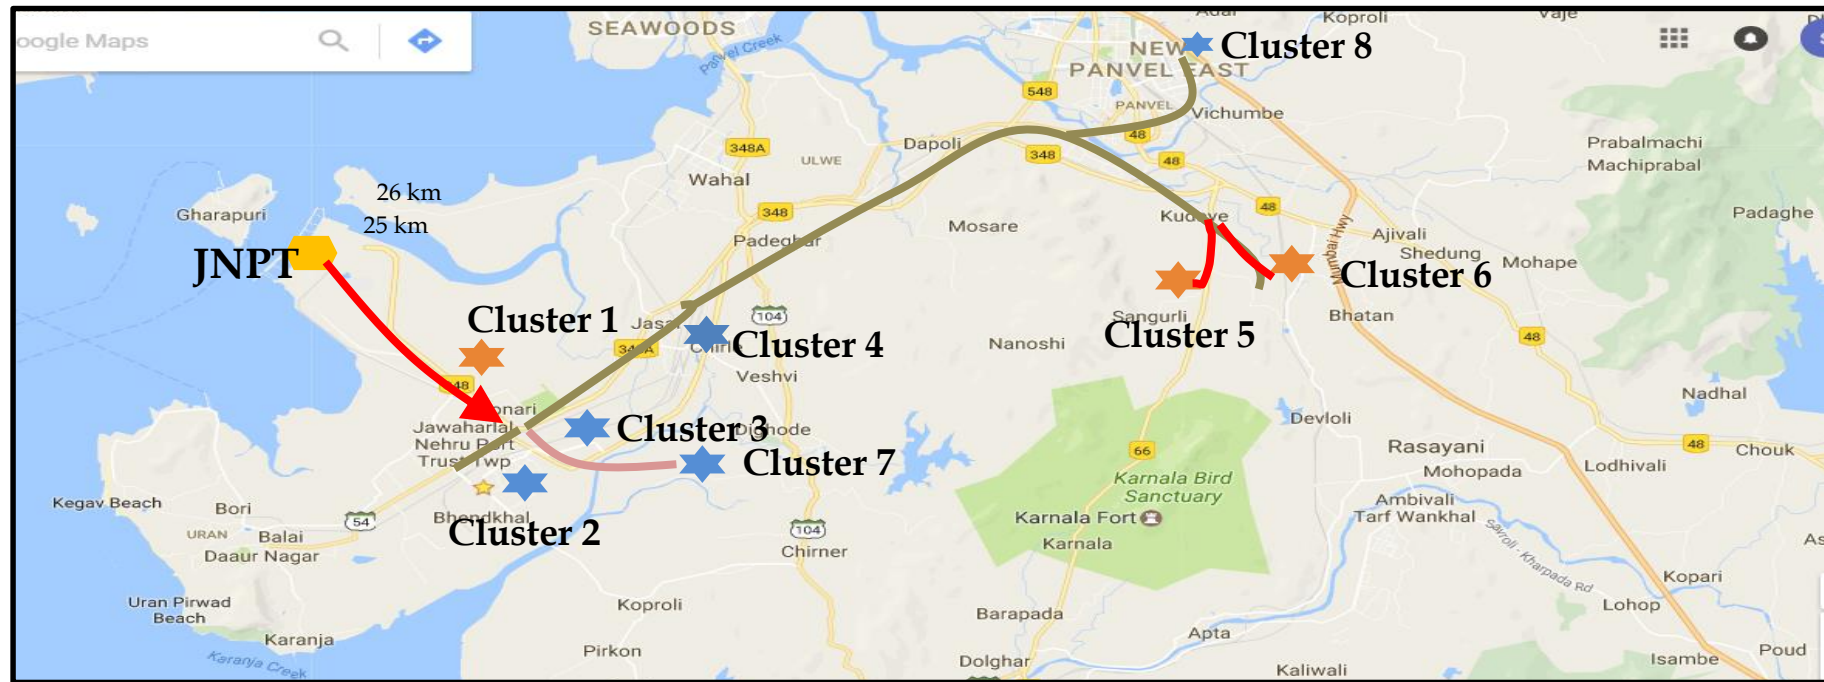 oogle Maps
SEAWOODS
Panvel Creek
Koproli
Vaje
NEW
PANVEL EAST
Cluster 8
548
PANVEL
Vichumbe
48
Prabalmachi
Machiprabal
348A
ULWE
Dapoli
348
48
Wahal
26 km
25 km
Gharapuri
348
Mosare
48
Padaghe
Padeghar
Ajivali
Shedung
Mohape
Mumbai Hwy
JNPT
Cluster 6
Cluster 1
104
Sangurli
Bhatan
Cluster 5
Cluster 4
Nanoshi
48
Veshvi
48
Nadhal
Jawaharlal
Nehru Port
Trust Twp
Cluster 3
Devloli
Cluster 7
66
Rasayani
Mohopada
Lodhivali
48
Chouk
Karnala Bird
Sanctuary
Kegav Beach
Bori
54
Bhendkhal
Cluster 2
104
Karnala Fort
Karnala
Ambivali
Tarf Wankhal
Savroli - Kharpada Rd
URAN
Balai
Daaur Nagar
Chirner
Uran Pirwad
Beach
Koproli
Barapada
Apta
Kopari
Lohop
Karanja
Karanja Creek
Pirkon
Dolghar
Kaliwali
Isambe
Poud